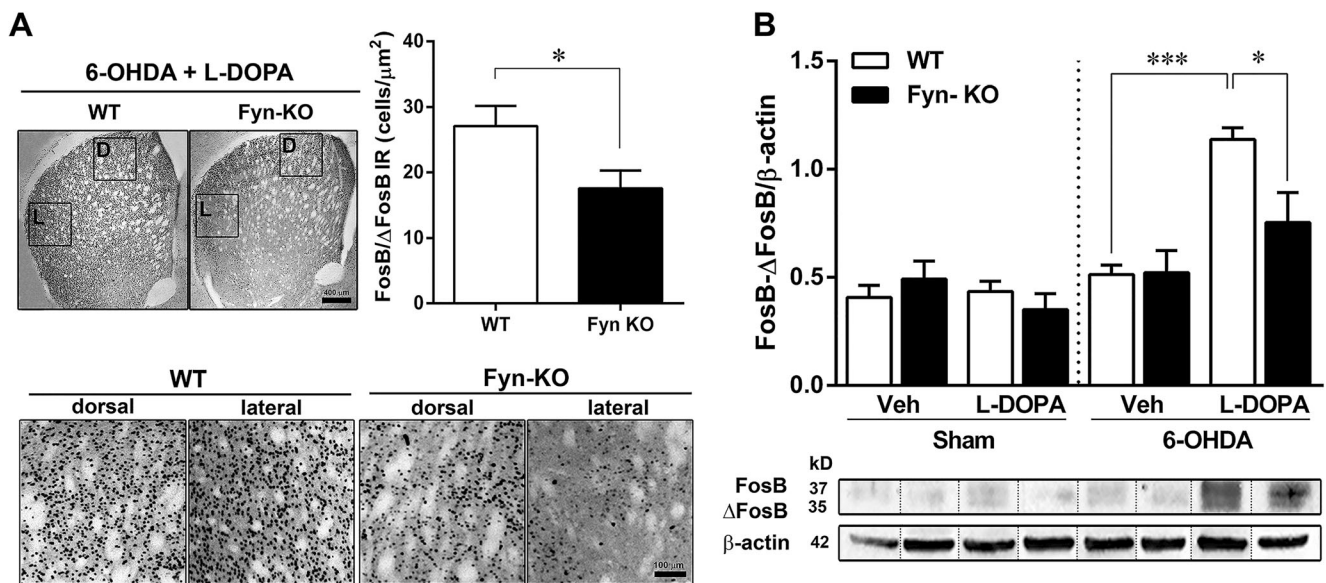 A
6-OHDA + L-DOPA
WT
Fyn-KO
D
D
L
L
400 μm
FosB/ΔFosB IR (cells/μm²)
40
30
20
10
0
*
WT
Fyn KO
WT
Fyn-KO
dorsal
lateral
dorsal
lateral
100 μm
B
FosB-ΔFosB/β-actin
1.5
1.0
0.5
0.0
WT
Fyn- KO
***
*
Veh
L-DOPA
Veh
L-DOPA
Sham
6-OHDA
kD
FosB
37
ΔFosB
35
β-actin
42